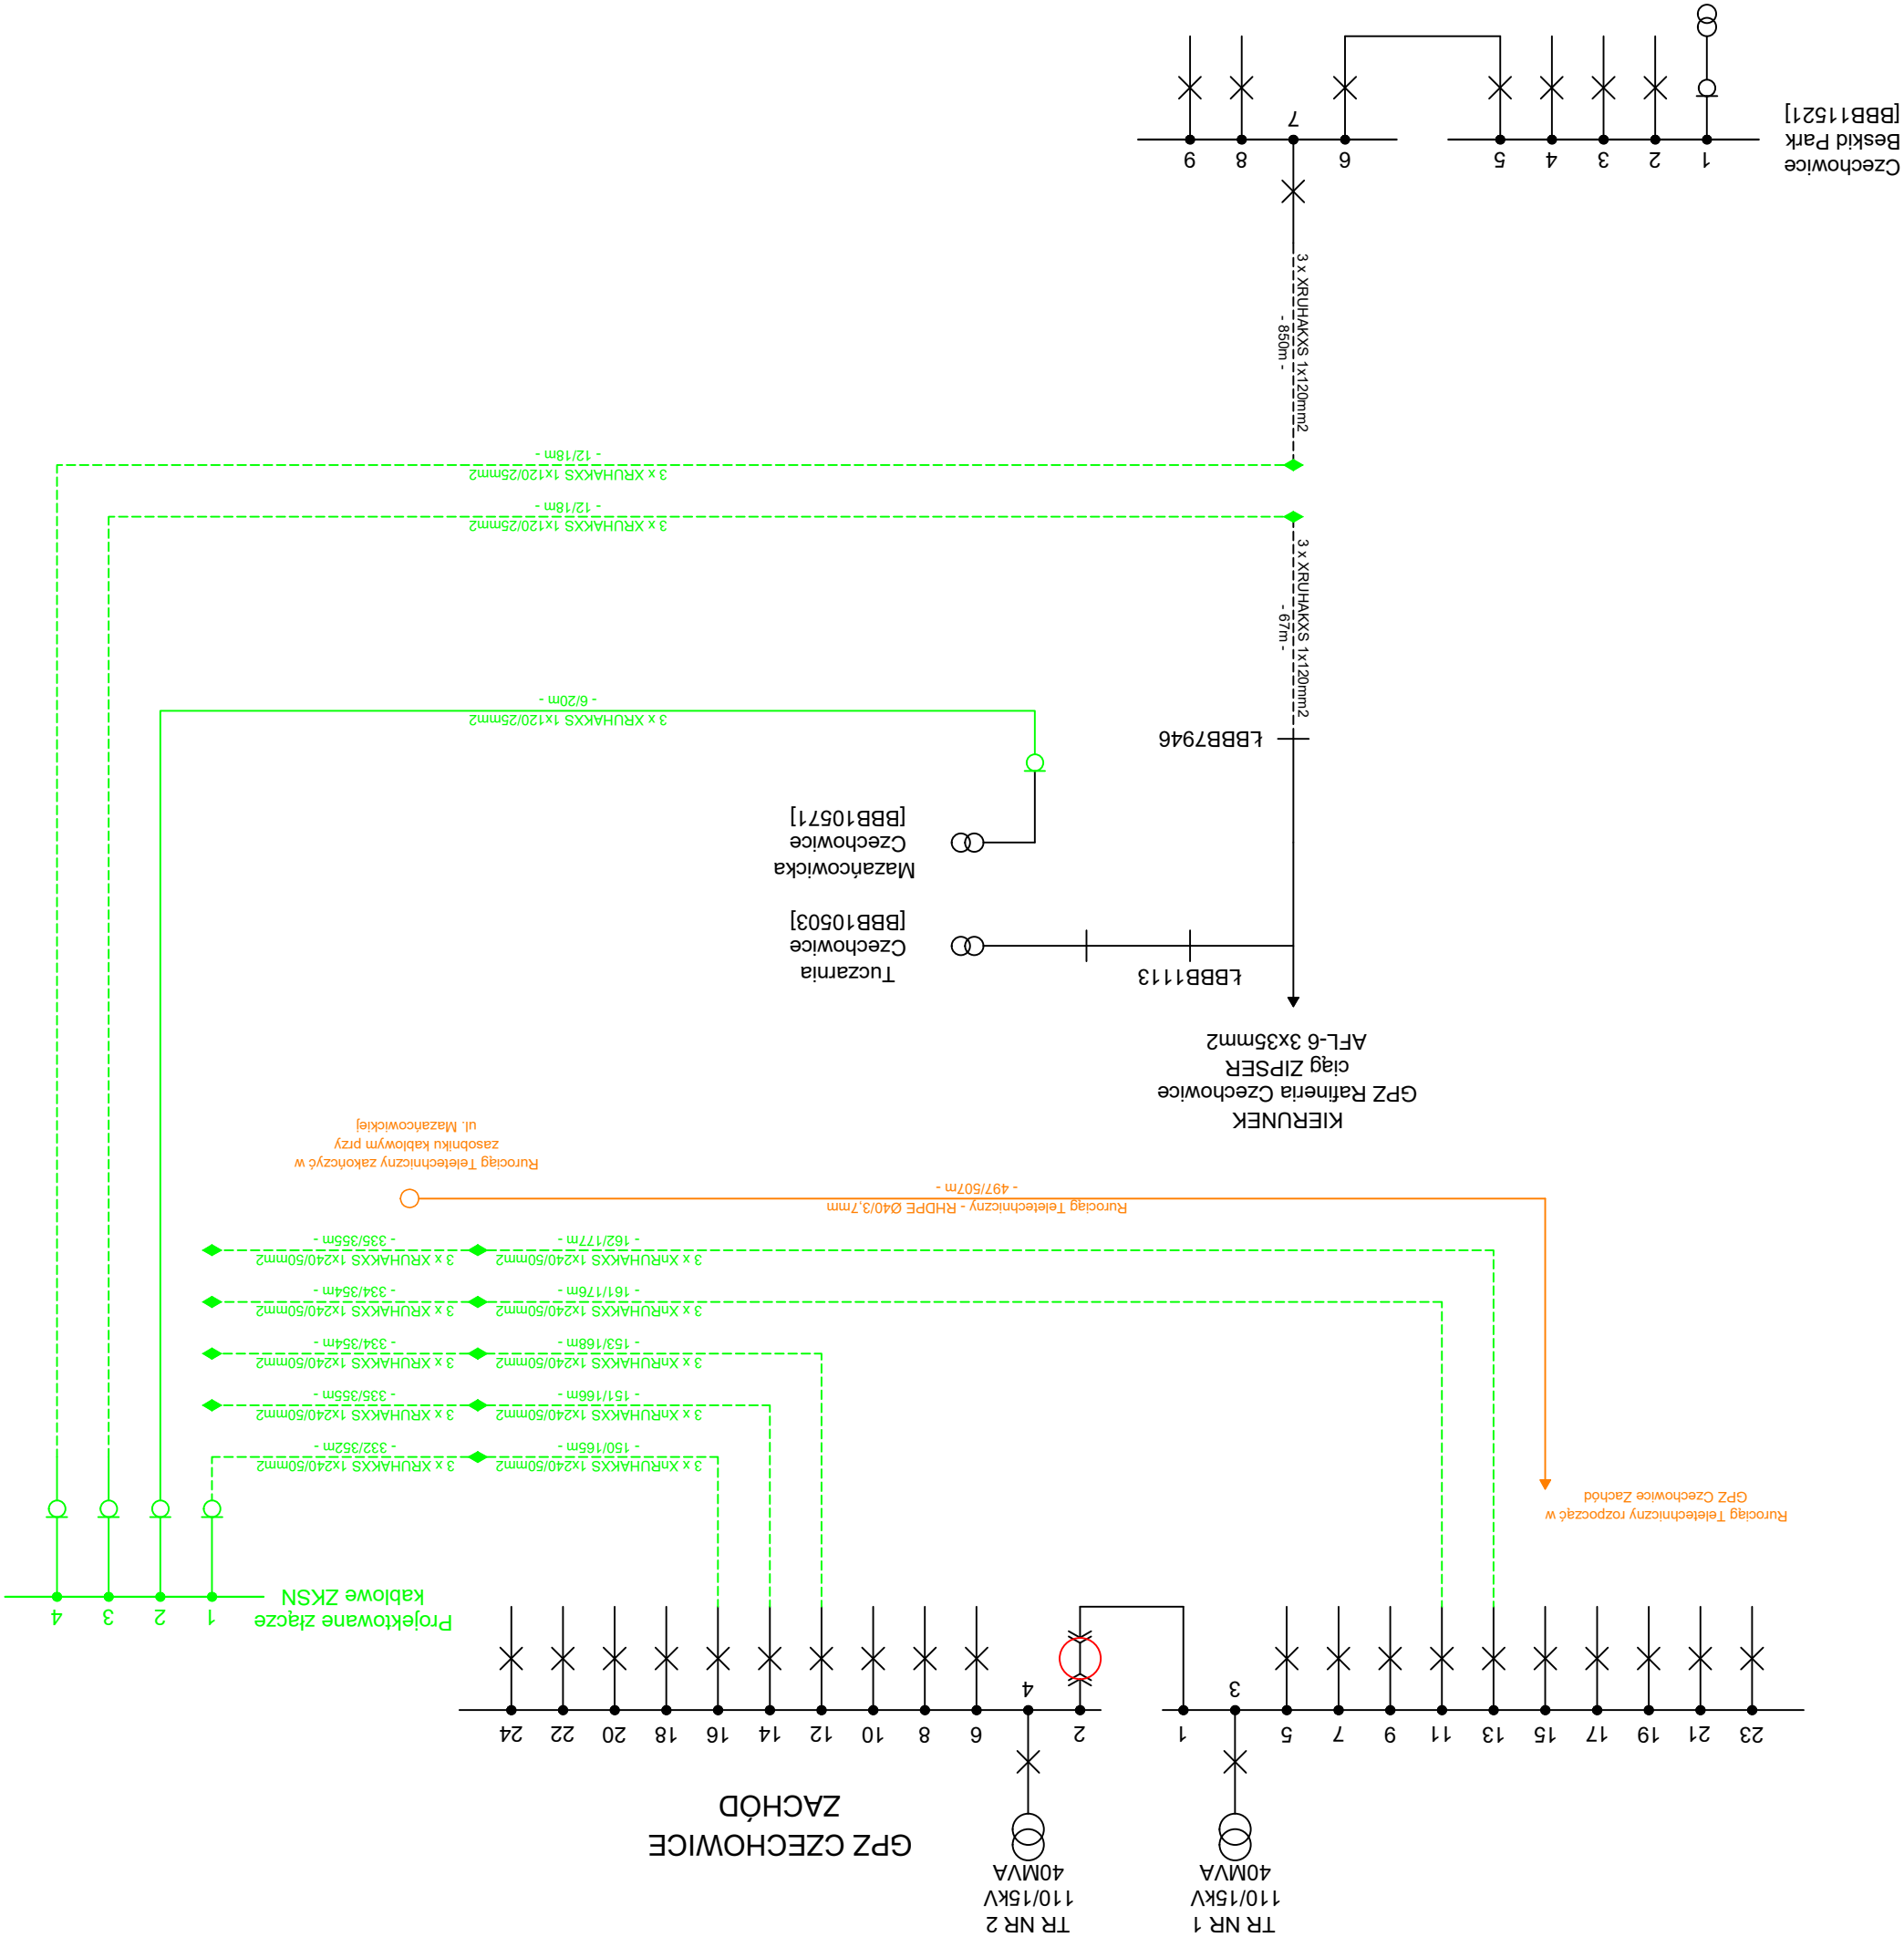 TR NR 1
110/15kV
40MVA
TR NR 2
110/15kV
40MVA
GPZ CZECHOWICE
ZACHÓD
23
21
19
17
15
13
11
9
7
5
3
1
2
4
6
8
10
12
14
16
18
20
22
24
Projektowane złącze
kablowe ZKSN
1
2
3
4
Rurociąg Teletechniczny rozpocząć w
GPZ Czechowice Zachód
3 x XnRUHAKXS 1x240/50mm2
- 150/165m -
3 x XRUHAKXS 1x240/50mm2
- 332/352m -
3 x XnRUHAKXS 1x240/50mm2
- 151/166m -
3 x XRUHAKXS 1x240/50mm2
- 335/355m -
3 x XnRUHAKXS 1x240/50mm2
- 153/168m -
3 x XRUHAKXS 1x240/50mm2
- 334/354m -
3 x XnRUHAKXS 1x240/50mm2
- 161/176m -
3 x XRUHAKXS 1x240/50mm2
- 334/354m -
3 x XnRUHAKXS 1x240/50mm2
- 162/177m -
3 x XRUHAKXS 1x240/50mm2
- 335/355m -
Rurociąg Teletechniczny - RHDPE Ø40/3,7mm
- 497/507m -
Rurociąg Teletechniczny zakończyć w
zasobniku kablowym przy
ul. Mazańcowickiej
KIERUNEK
GPZ Rafineria Czechowice
ciąg ZIPSER
AFL-6 3x35mm2
ŁBBB1113
Tuczarnia
Czechowice
[BBB10503]
Mazańcowicka
Czechowice
[BBB10571]
ŁBBB7946
3 x XRUHAKXS 1x120/25mm2
- 6/20m -
3 x XRUHAKXS 1x120mm2
- 67m -
3 x XRUHAKXS 1x120/25mm2
- 12/18m -
3 x XRUHAKXS 1x120/25mm2
- 12/18m -
3 x XRUHAKXS 1x120mm2
- 850m -
Czechowice
Beskid Park
[BBB11521]
1
2
3
4
5
6
7
8
9